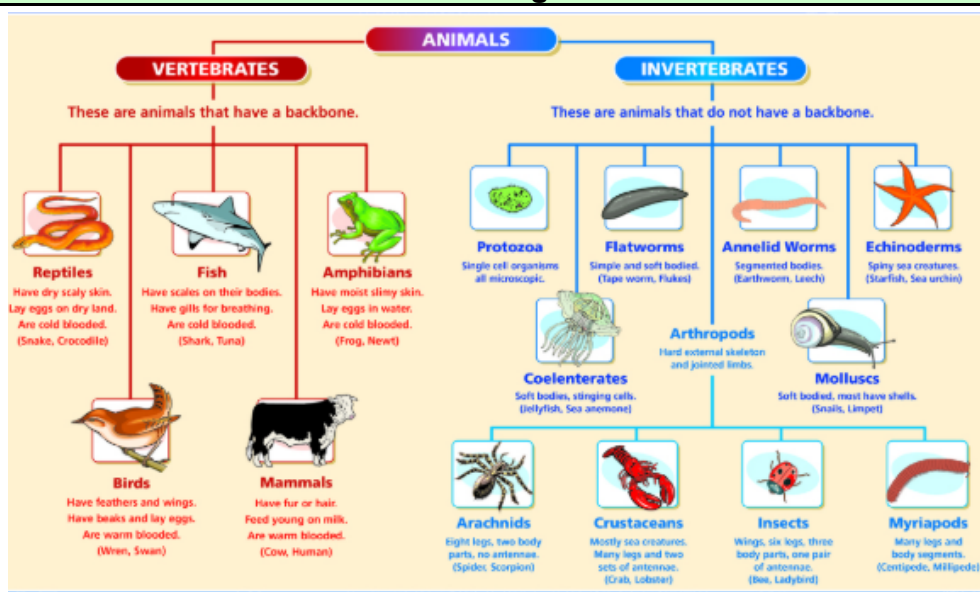 ANIMALS
VERTEBRATES
INVERTEBRATES
These are animals that have a backbone.
These are animals that do not have a backbone.
Reptiles
Have dry scaly skin.
Lay eggs on dry land.
Are cold blooded.
(Snake, Crocodile)
Fish
Have scales on their bodies.
Have gills for breathing.
Are cold blooded.
(Shark, Tuna)
Amphibians
Have moist slimy skin.
Lay eggs in water.
Are cold blooded.
(Frog, Newt)
Birds
Have feathers and wings.
Have beaks and lay eggs.
Are warm blooded.
(Wren, Swan)
Mammals
Have fur or hair.
Feed young on milk.
Are warm blooded.
(Cow, Human)
Protozoa
Single cell organisms
all microscopic.
Flatworms
Simple and soft bodied.
(Tape worm, Flukes)
Annelid Worms
Segmented bodies.
(Earthworm, Leech)
Echinoderms
Spiny sea creatures.
(Starfish, Sea urchin)
Coelenterates
Soft bodies, stinging cells.
(Jellyfish, Sea anemone)
Arthropods
Hard external skeleton
and jointed limbs.
Molluscs
Soft bodied, most have shells.
(Snails, Limpet)
Arachnids
Eight legs, two body
parts, no antennae.
(Spider, Scorpion)
Crustaceans
Mostly sea creatures.
Many legs and two
sets of antennae.
(Crab, Lobster)
Insects
Wings, six legs, three
body parts, one pair
of antennae.
(Bee, Ladybird)
Myriapods
Many legs and
body segments.
(Centipede, Millipede)